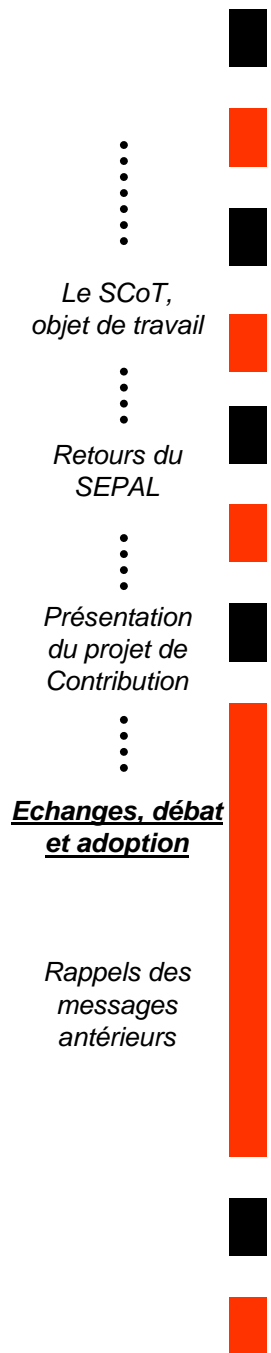 Le SCoT,
objet de travail
Retours du
SEPAL
Présentation
du projet de
Contribution
Echanges, débat
et adoption
Rappels des
messages
antérieurs